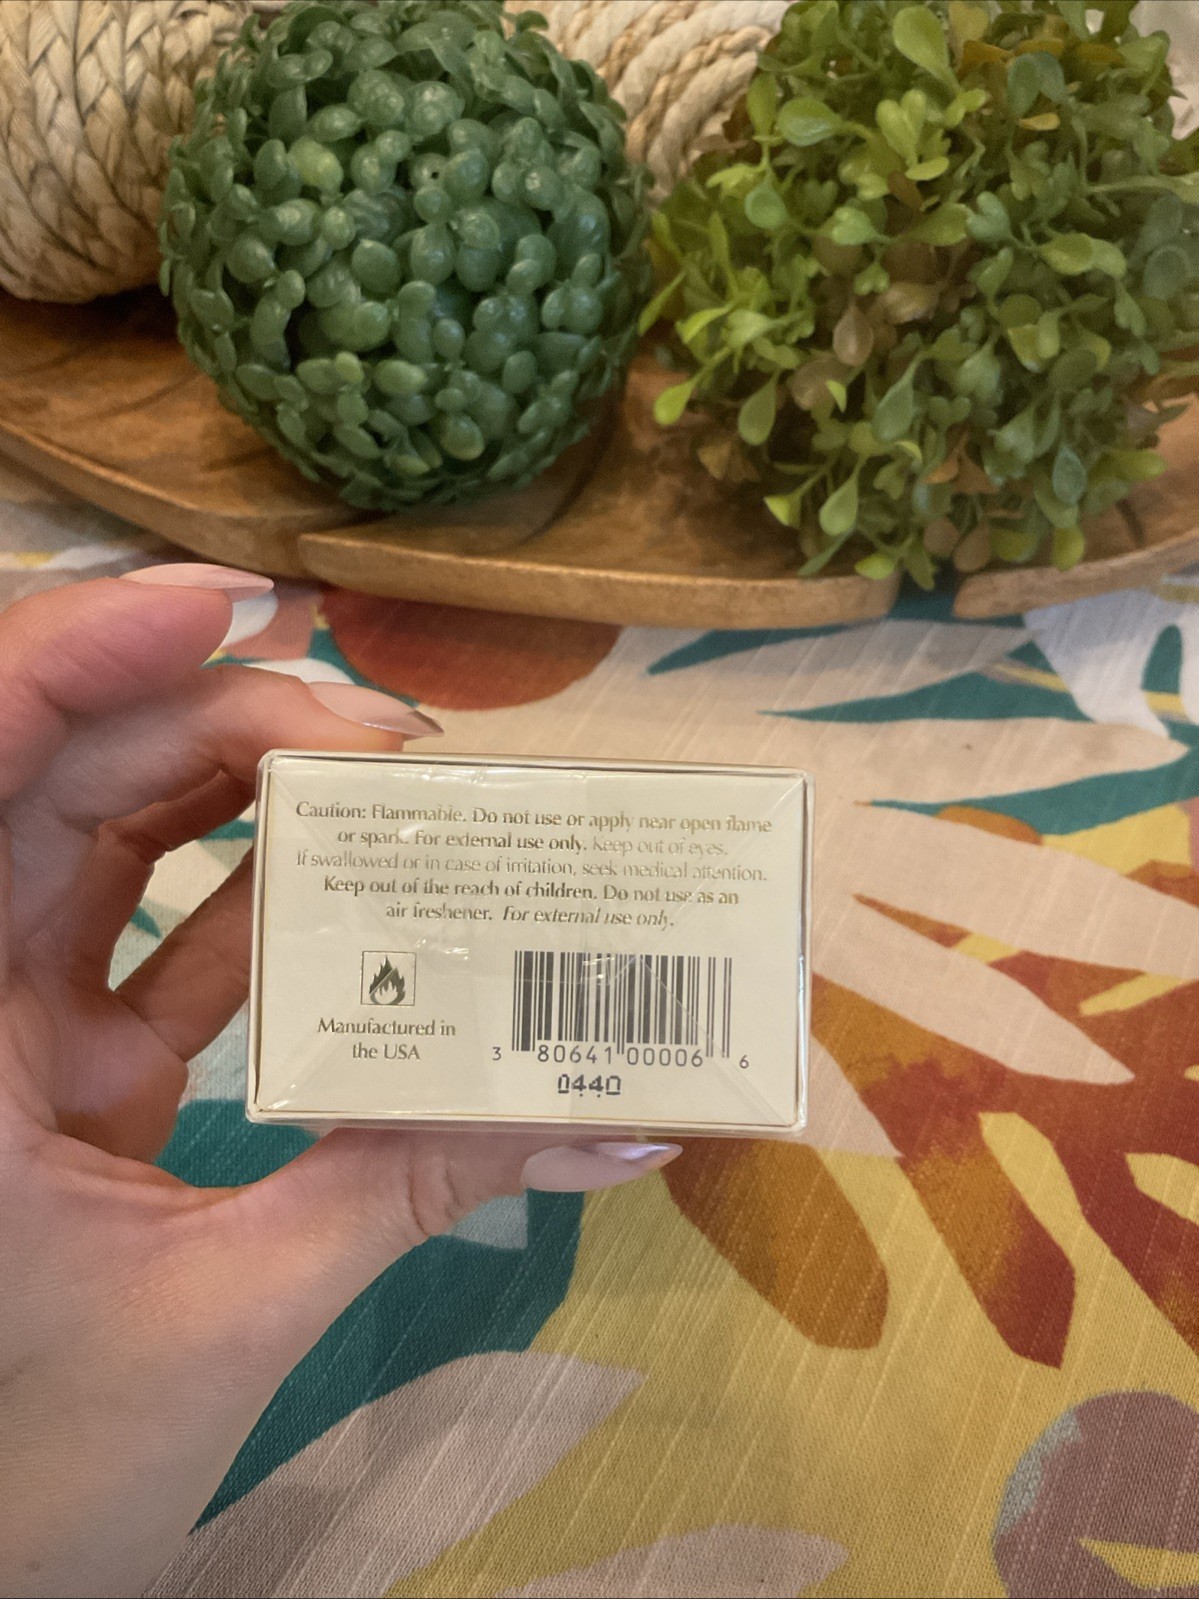 Caution: Flammable. Do not use or apply near open flame
or spark. For external use only. Keep out of eyes.
If swallowed or in case of irritation, seek medical attention.
Keep out of the reach of children. Do not use as an
air freshener. For external use only.
Manufactured in
the USA
3 80641 00006 6
0440